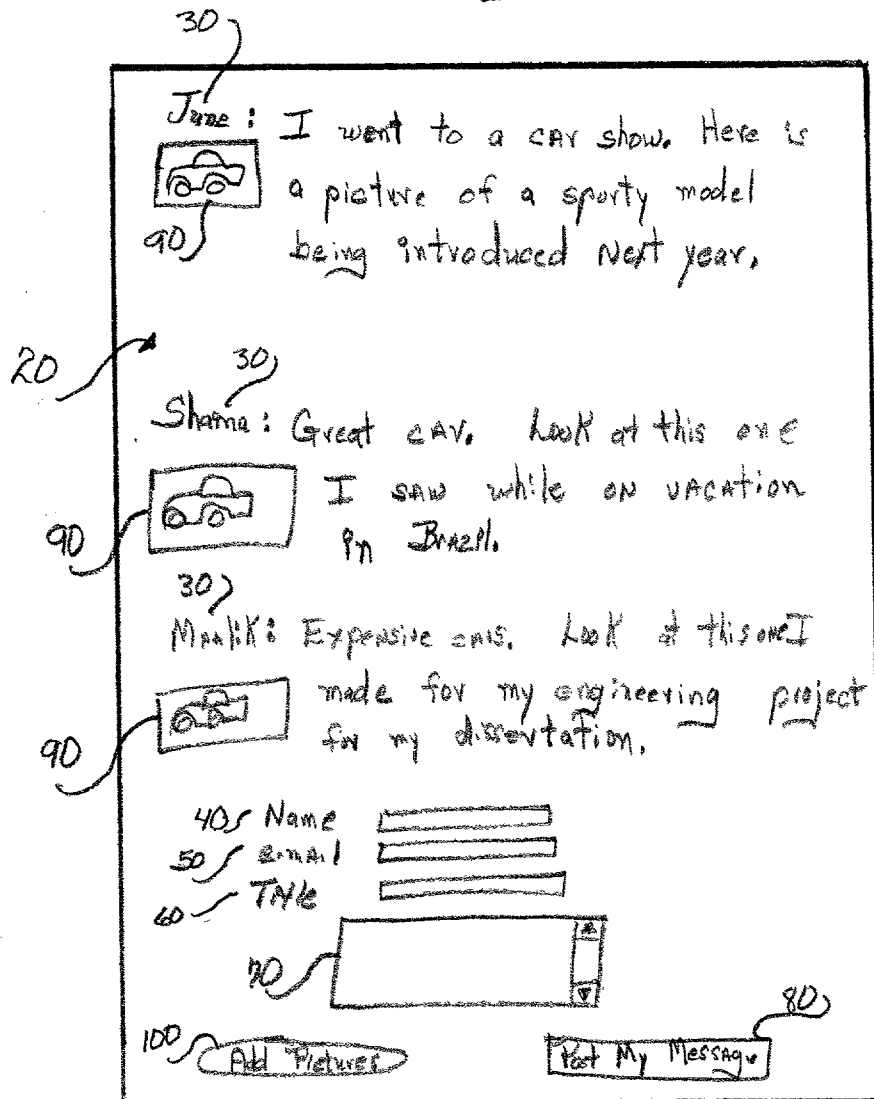 30
June: I went to a car show. Here is
a picture of a sporty model
90
being introduced Next year.
20
30
Shama: Great car. Look at this one
I saw while on vacation
90
in Brazil.
30
Maalik: Expensive cars. Look at this one I
made for my engineering project
90
for my dissertation.
40 Name
50 e-mail
60 Title
70
80
100 Add Pictures
Post My Message